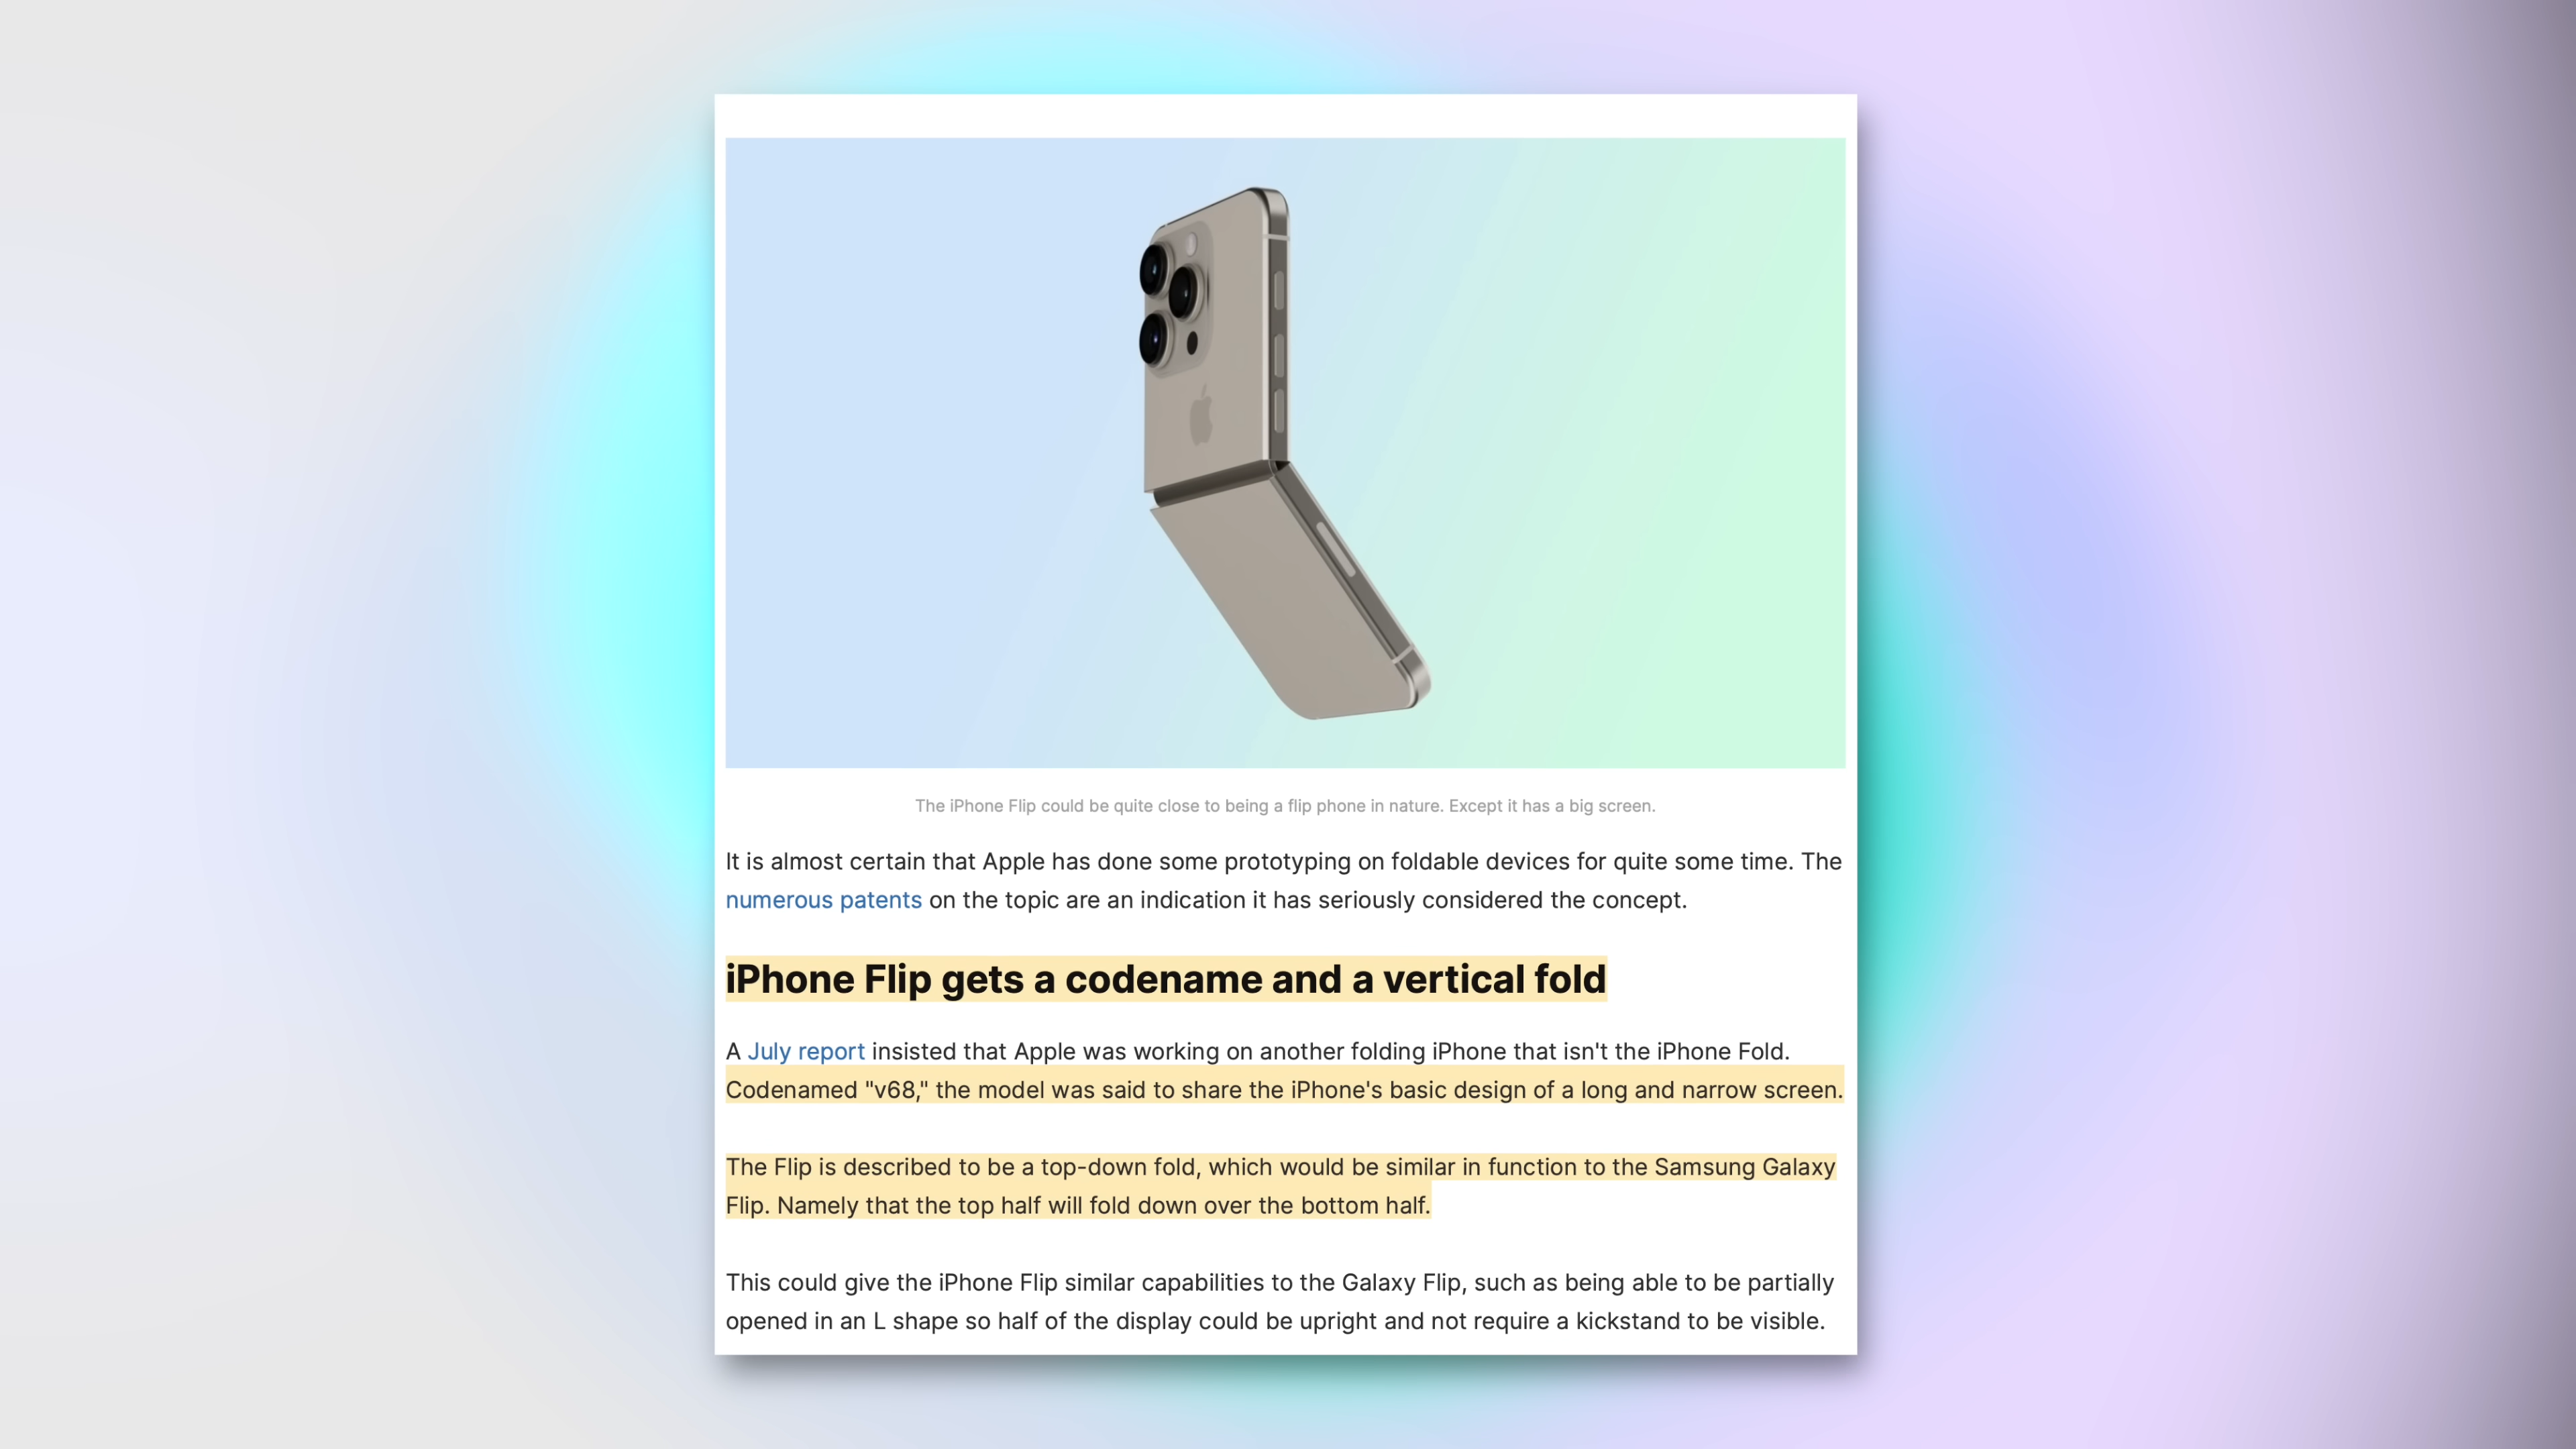 The iPhone Flip could be quite close to being a flip phone in nature. Except it has a big screen.
It is almost certain that Apple has done some prototyping on foldable devices for quite some time. The
numerous patents on the topic are an indication it has seriously considered the concept.
iPhone Flip gets a codename and a vertical fold
A July report insisted that Apple was working on another folding iPhone that isn't the iPhone Fold.
Codenamed "v68," the model was said to share the iPhone's basic design of a long and narrow screen.
The Flip is described to be a top-down fold, which would be similar in function to the Samsung Galaxy
Flip. Namely that the top half will fold down over the bottom half.
This could give the iPhone Flip similar capabilities to the Galaxy Flip, such as being able to be partially
opened in an L shape so half of the display could be upright and not require a kickstand to be visible.